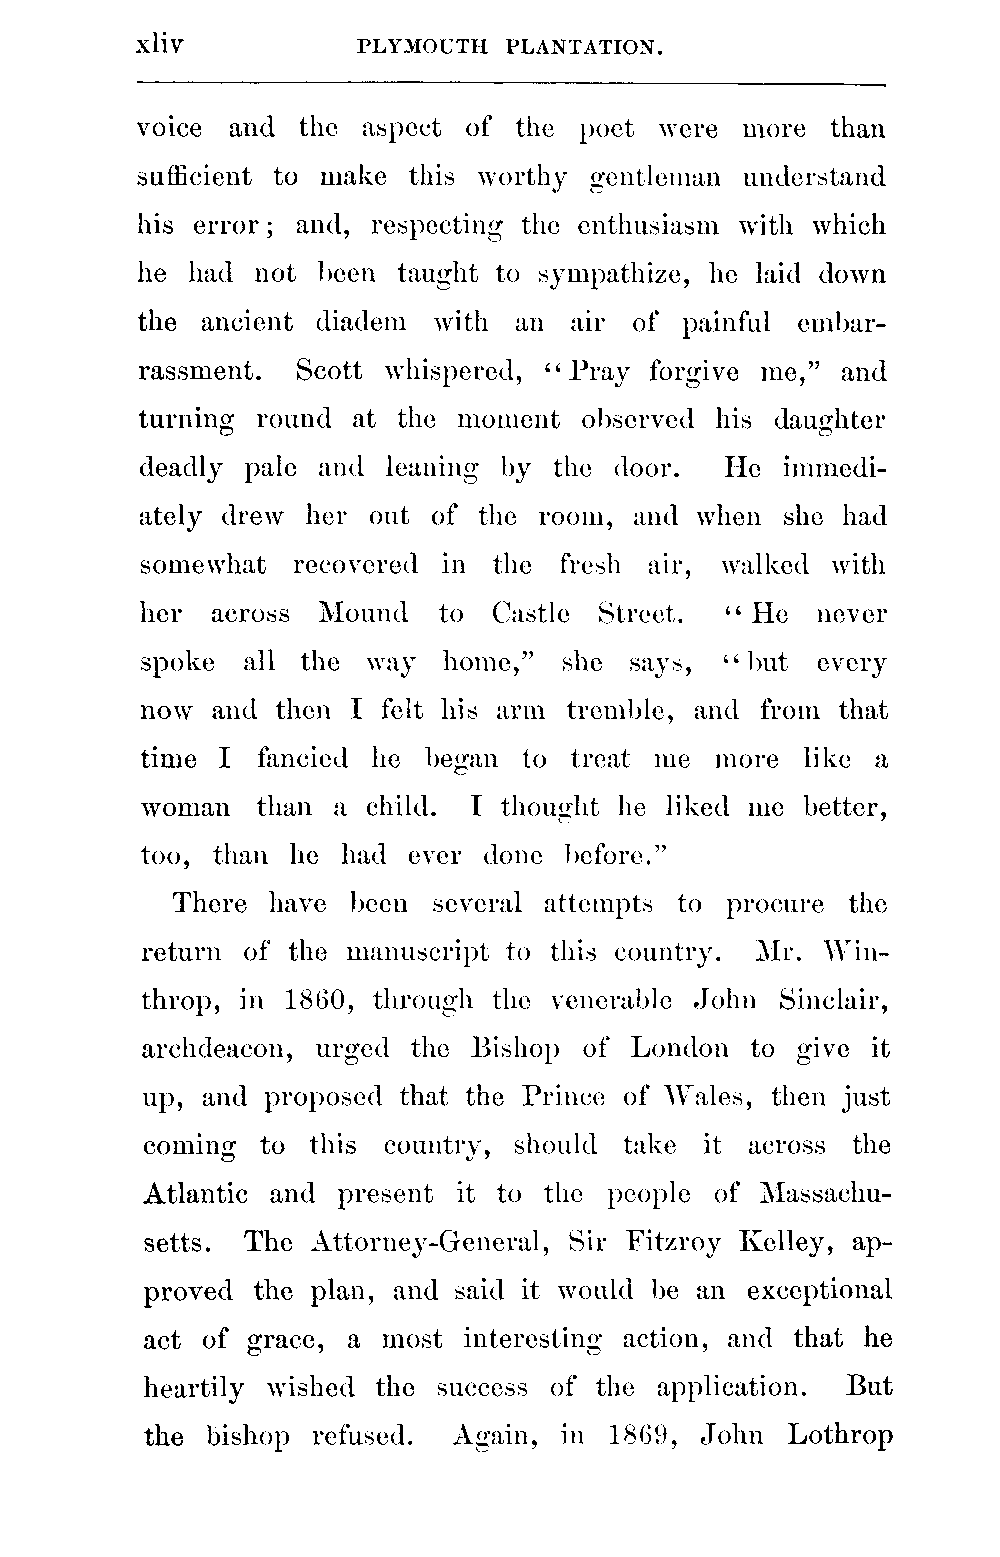 xliv PLYMOUTH PLANTATION.
voice and the aspect of the poet were more than
sufficient to make this worthy gentleman understand
his error; and, respecting the enthusiasm with which
he had not been taught to sympathize, he laid down
the ancient diadem with an air of painful embar-
rassment. Scott whispered, “Pray forgive me,” and
turning round at the moment observed his daughter
deadly pale and leaning by the door. He immedi-
ately drew her out of the room, and when she had
somewhat recovered in the fresh air, walked with
her across Mound to Castle Street. “He never
spoke all the way home,” she says, “but every
now and then I felt his arm tremble, and from that
time I fancied he began to treat me more like a
woman than a child. I thought he liked me better,
too, than he had ever done before.”
There have been several attempts to procure the
return of the manuscript to this country. Mr. Win-
throp, in 1860, through the venerable John Sinclair,
archdeacon, urged the Bishop of London to give it
up, and proposed that the Prince of Wales, then just
coming to this country, should take it across the
Atlantic and present it to the people of Massachu-
setts. The Attorney-General, Sir Fitzroy Kelley, ap-
proved the plan, and said it would be an exceptional
act of grace, a most interesting action, and that he
heartily wished the success of the application. But
the bishop refused. Again, in 1869, John Lothrop